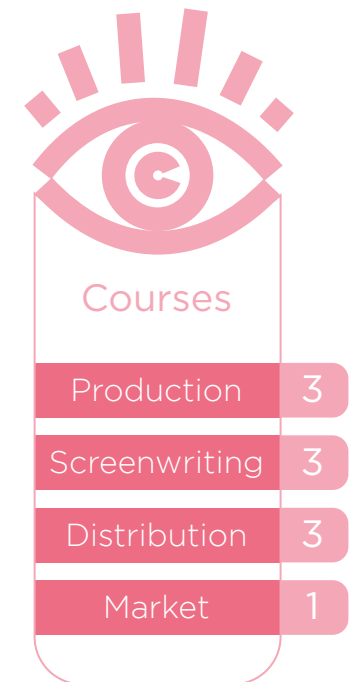 Courses
Production 3
Screenwriting 3
Distribution 3
Market 1